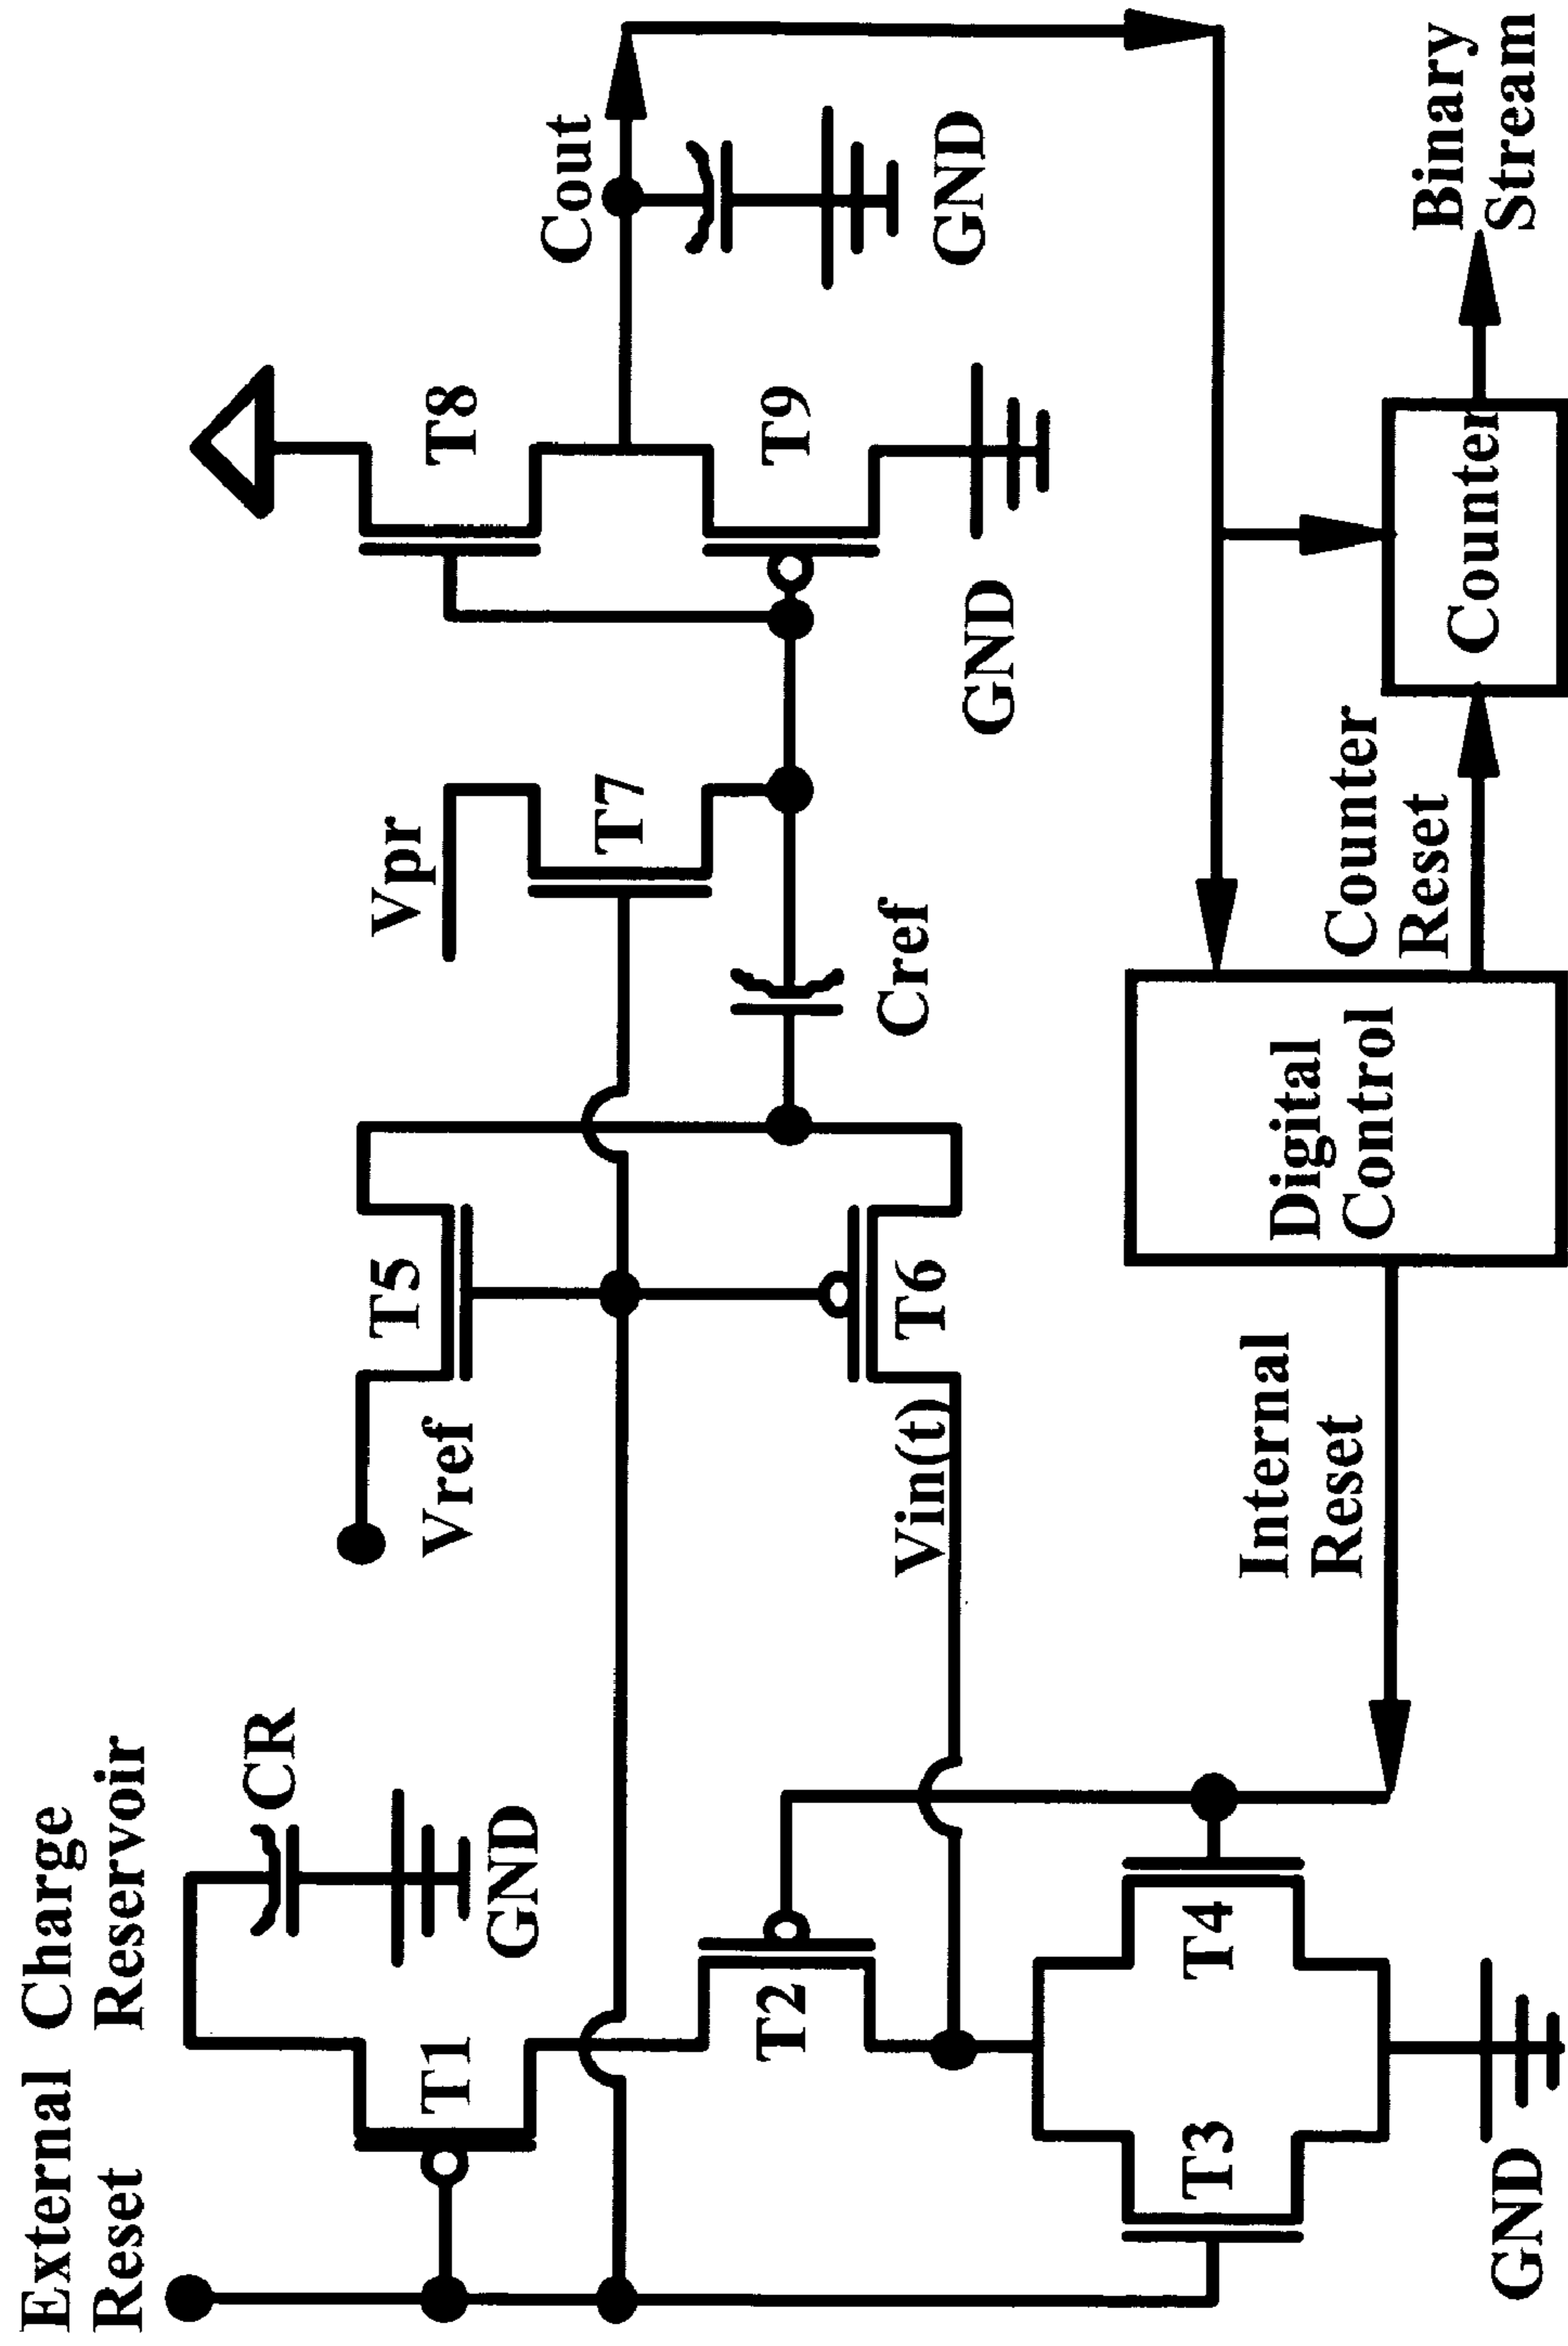 External Charge
Reset Reservoir
CR
GND
T1
T2
T3
T4
GND
Vref
T5
T6
Vin(t)
Vpr
T7
Cref
T8
T9
GND
Cout
GND
Internal
Reset
Digital
Control
Counter
Reset
Counter
Binary
Stream